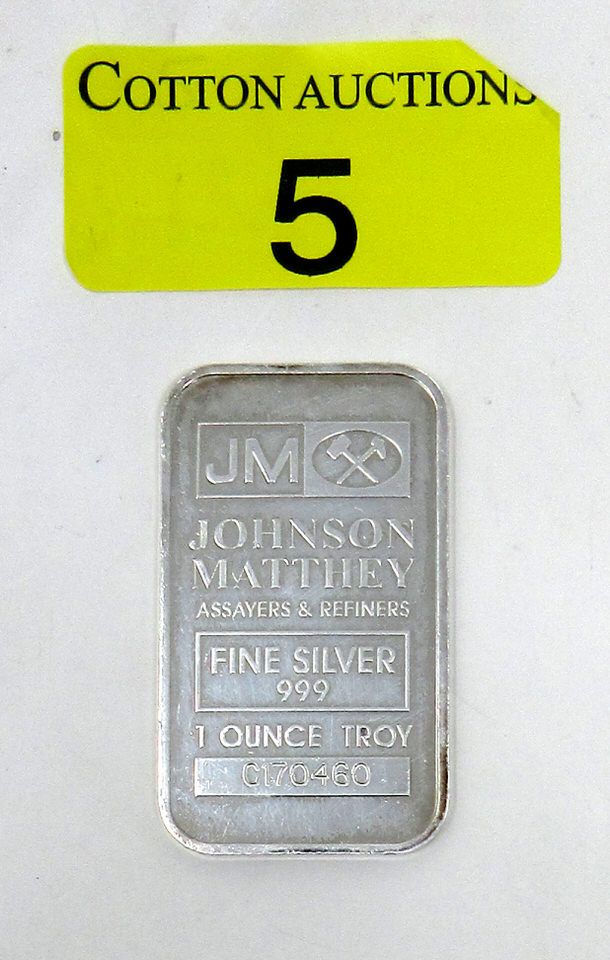 COTTON AUCTIONS
5
JM
JOHNSON
MATTHEY
ASSAYERS & REFINERS
FINE SILVER
999
1 OUNCE TROY
C170460